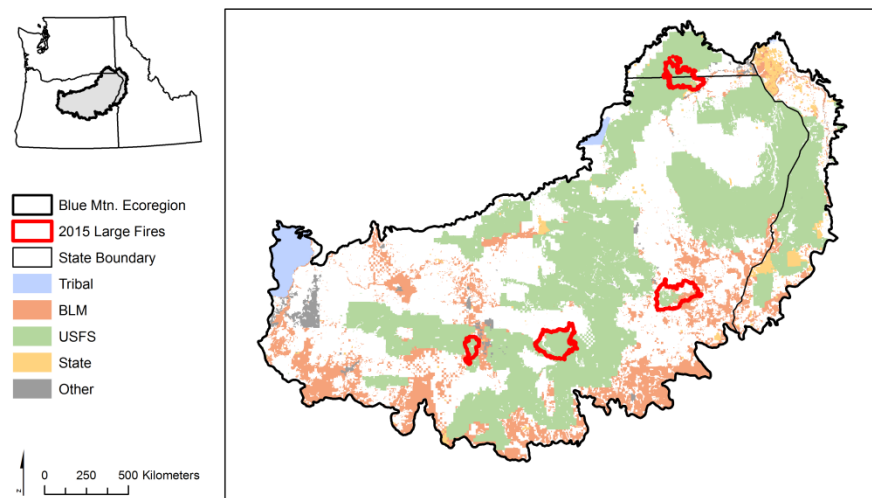 Blue Mtn. Ecoregion
2015 Large Fires
State Boundary
Tribal
BLM
USFS
State
Other
N
0 250 500 Kilometers